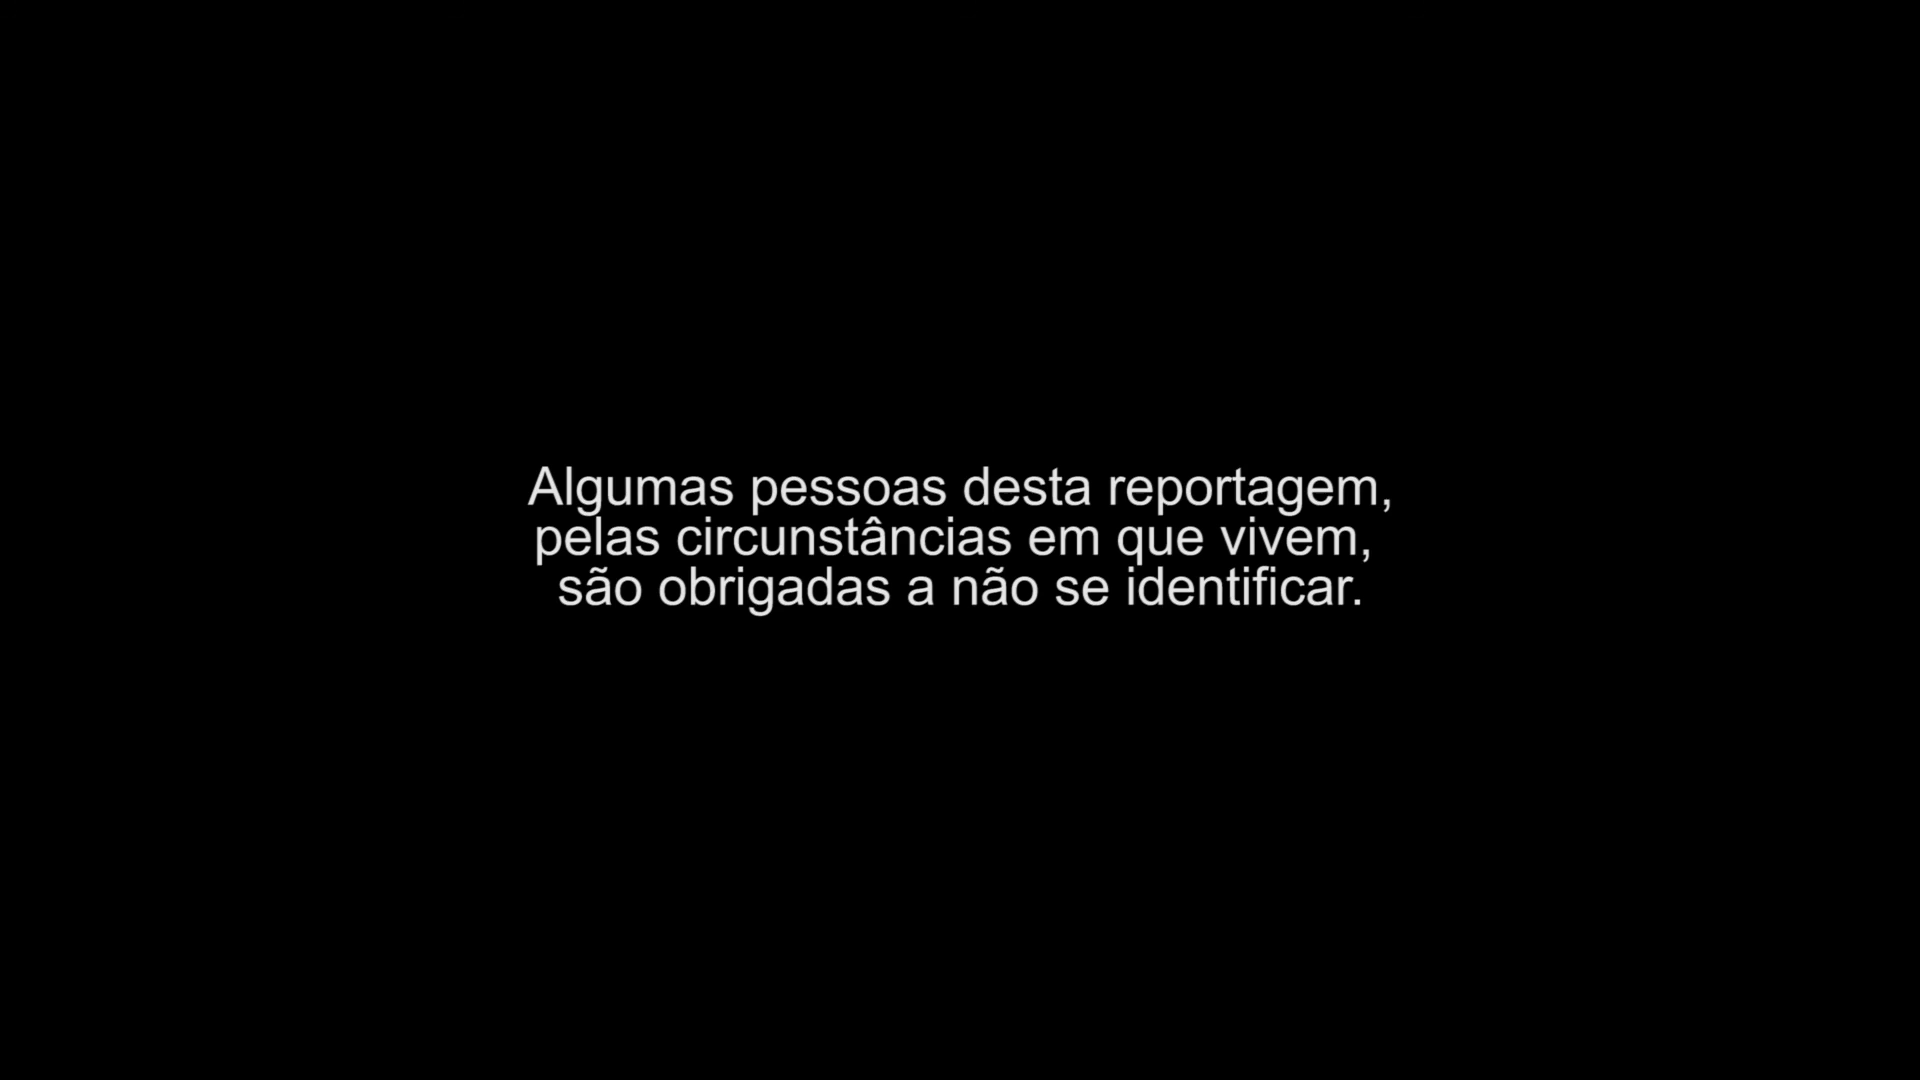 Algumas pessoas desta reportagem,
pelas circunstâncias em que vivem,
são obrigadas a não se identificar.